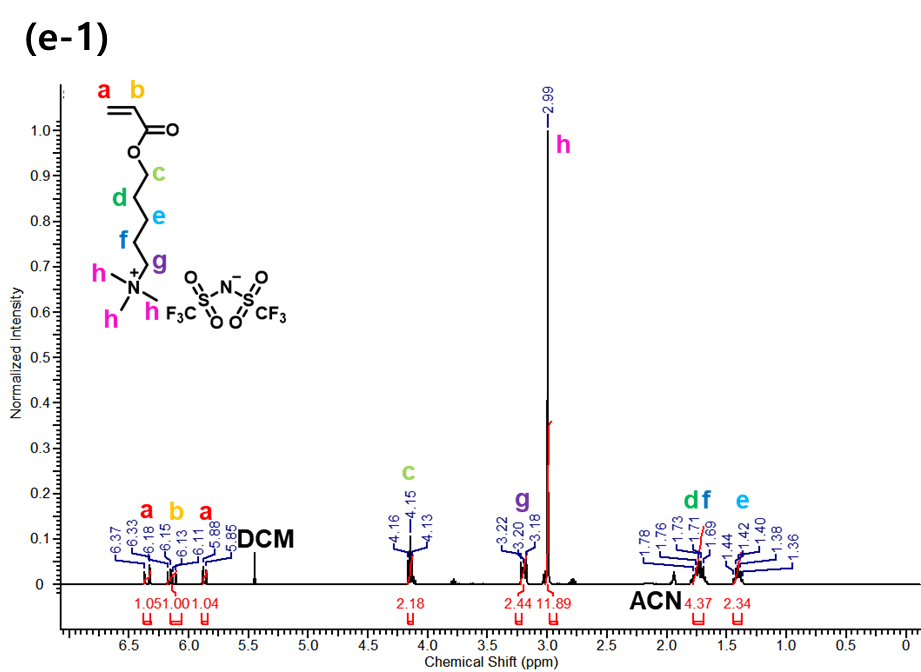 (e-1)
a b
O
O
c
d
e
f
g
h + N
h h
O O
N −
S S
F3C O O CF3
2.99
h
Normalized Intensity
1.0
0.9
0.8
0.7
0.6
0.5
0.4
0.3
0.2
0.1
0
a b a
6.37 6.33 6.18 6.15 6.13 6.11 5.88 5.85
DCM
c
4.16 4.15 4.13
g
3.22 3.20 3.18
d f e
1.78 1.76 1.73 1.71 1.69 1.44 1.42 1.40 1.38 1.36
ACN
1.05 1.00 1.04 2.18 2.44 11.89 4.37 2.34
6.5 6.0 5.5 5.0 4.5 4.0 3.5 3.0 2.5 2.0 1.5 1.0 0.5 0
Chemical Shift (ppm)